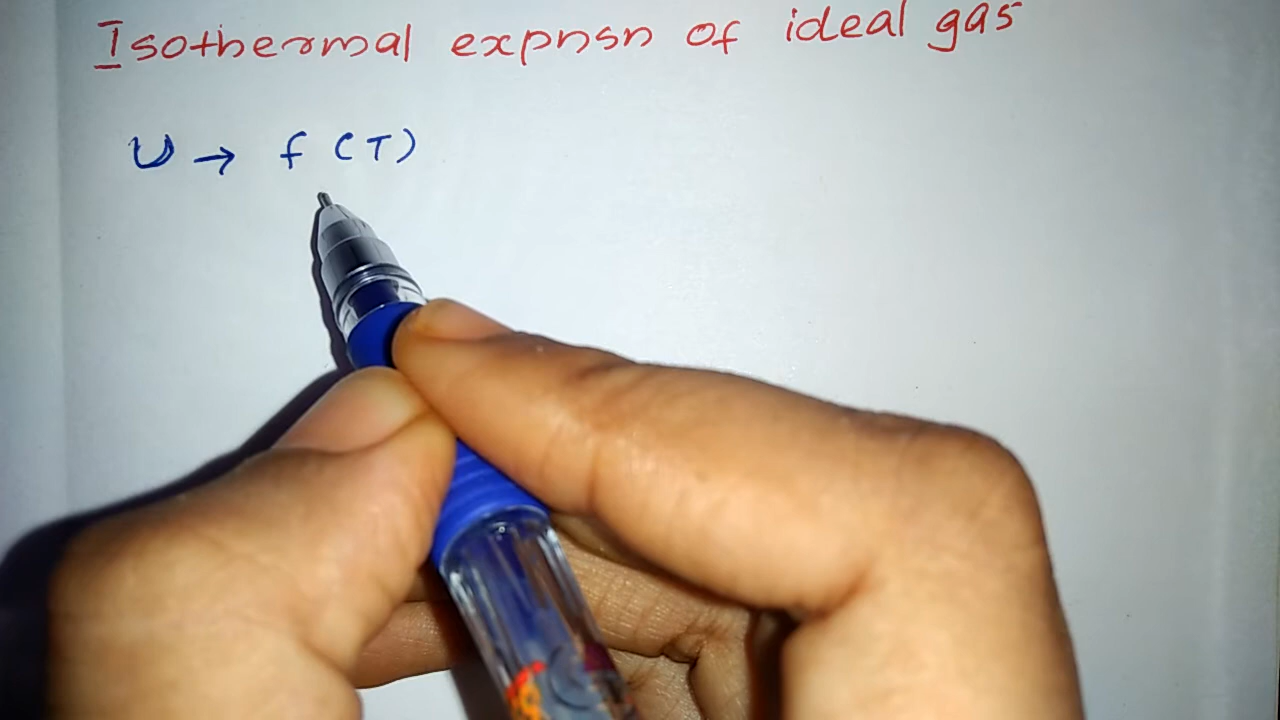 Isothermal expnsn of ideal gas
U → f (T)